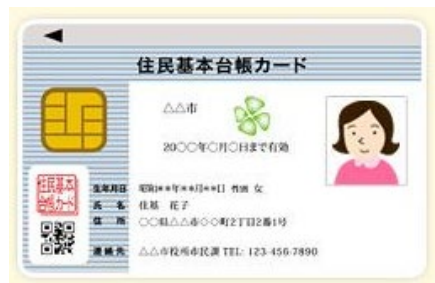 住民基本台帳カード
△△市
20○○年○月○日まで有効
住民基本
台帳カード
生年月日 昭和**年**月**日 性別 女
氏 名 住基 花子
住 所 ○○県△△市◇◇町2丁目2番1号
連絡先 △△市役所市民課 TEL: 123-456-7890